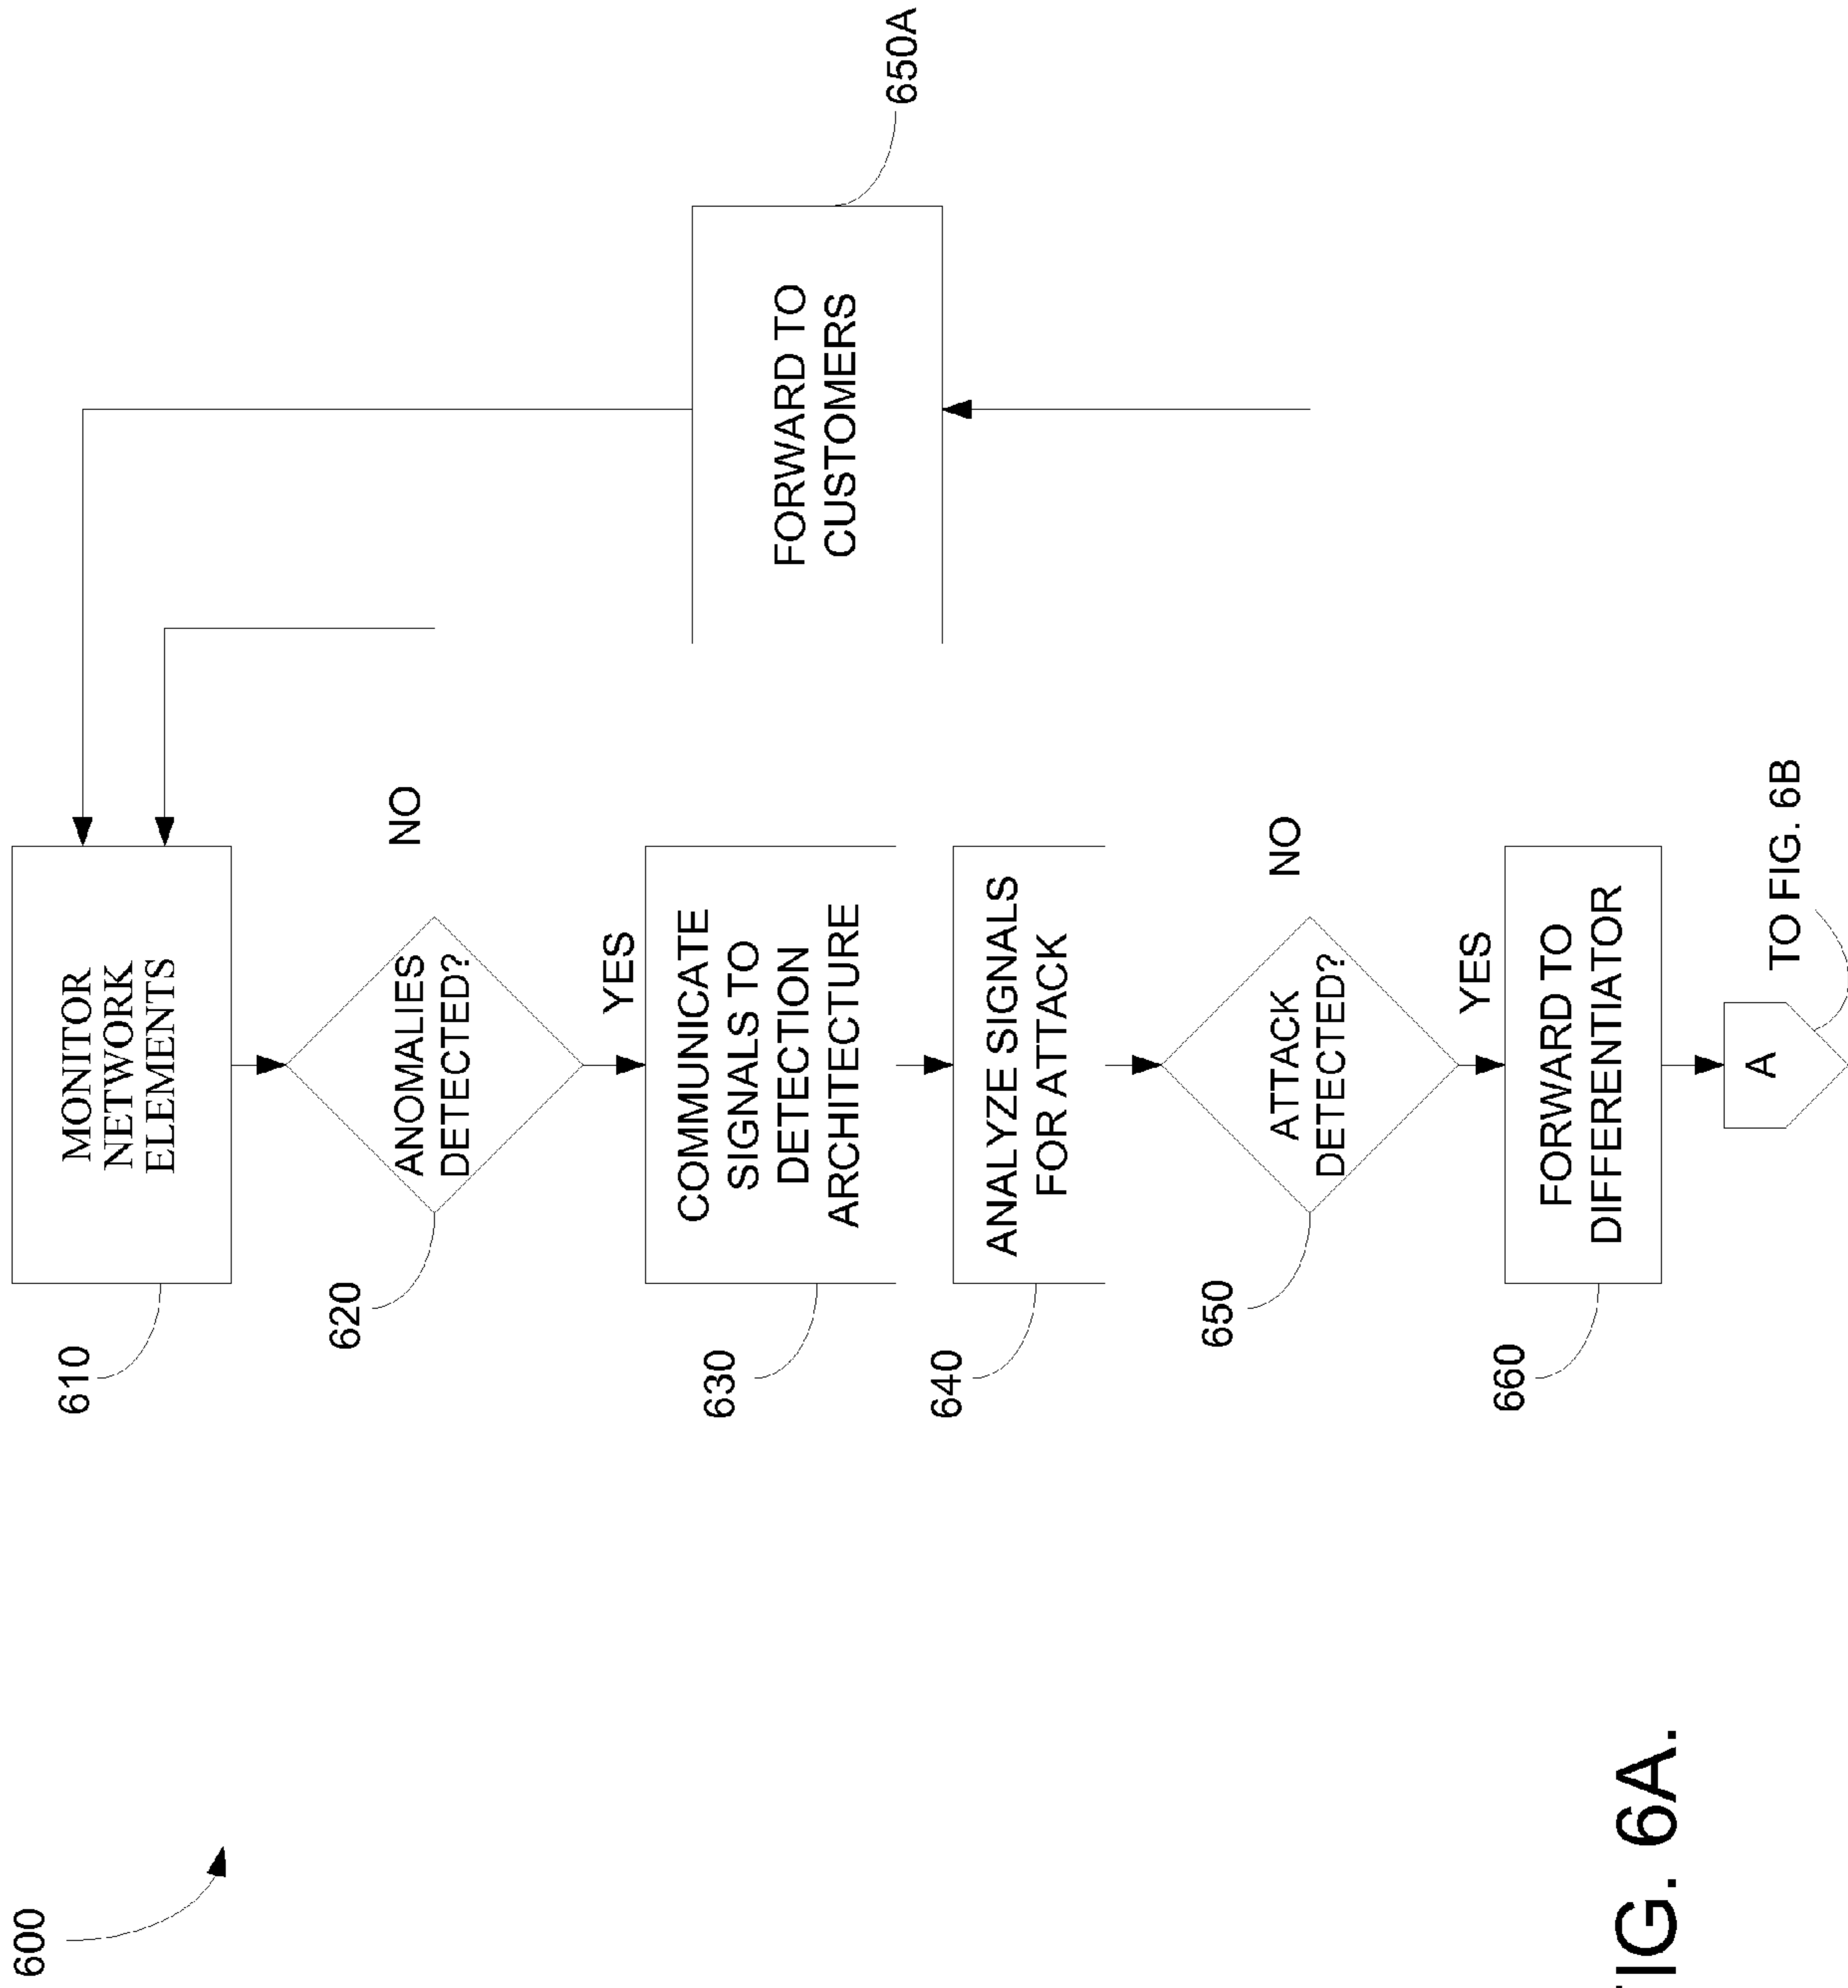 600
610
MONITOR
NETWORK
ELEMENTS
620
ANOMALIES
DETECTED?
NO
YES
630
COMMUNICATE
SIGNALS TO
DETECTION
ARCHITECTURE
640
ANALYZE SIGNALS
FOR ATTACK
650
ATTACK
DETECTED?
NO
FORWARD TO
CUSTOMERS
650A
YES
660
FORWARD TO
DIFFERENTIATOR
A
TO FIG. 6B
IG. 6A.